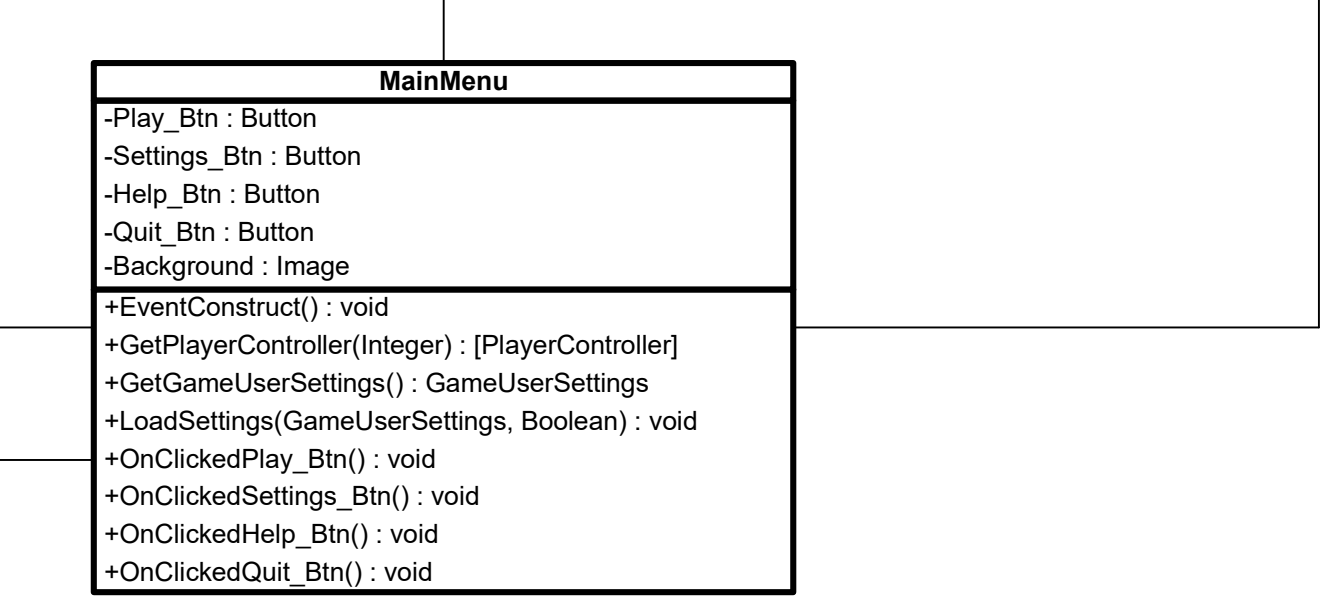 MainMenu
-Play_Btn : Button
-Settings_Btn : Button
-Help_Btn : Button
-Quit_Btn : Button
-Background : Image
+EventConstruct() : void
+GetPlayerController(Integer) : [PlayerController]
+GetGameUserSettings() : GameUserSettings
+LoadSettings(GameUserSettings, Boolean) : void
+OnClickedPlay_Btn() : void
+OnClickedSettings_Btn() : void
+OnClickedHelp_Btn() : void
+OnClickedQuit_Btn() : void